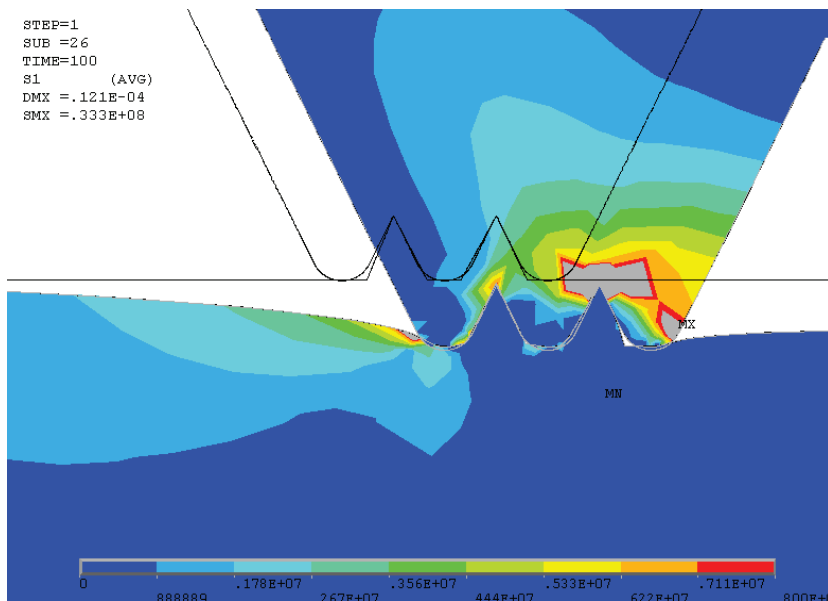 STEP=1
SUB =26
TIME=100
S1 (AVG)
DMX =.121E-04
SMX =.333E+08
MX
MN
0 .178E+07 .356E+07 .533E+07 .711E+07
888889 .267E+07 .444E+07 .622E+07